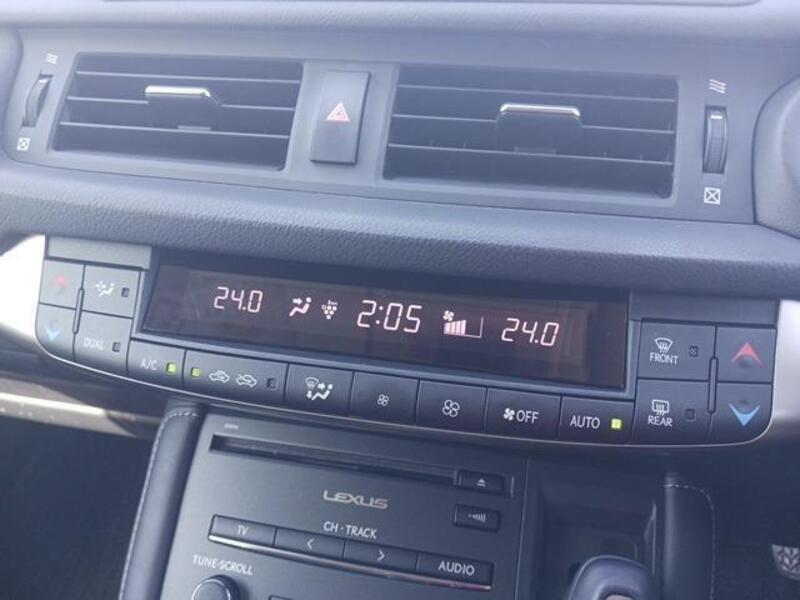 24.0 2:05 24.0
FRONT
DUAL A/C OFF AUTO REAR
LEXUS
CH·TRACK
TV < > AUDIO
TUNE·SCROLL